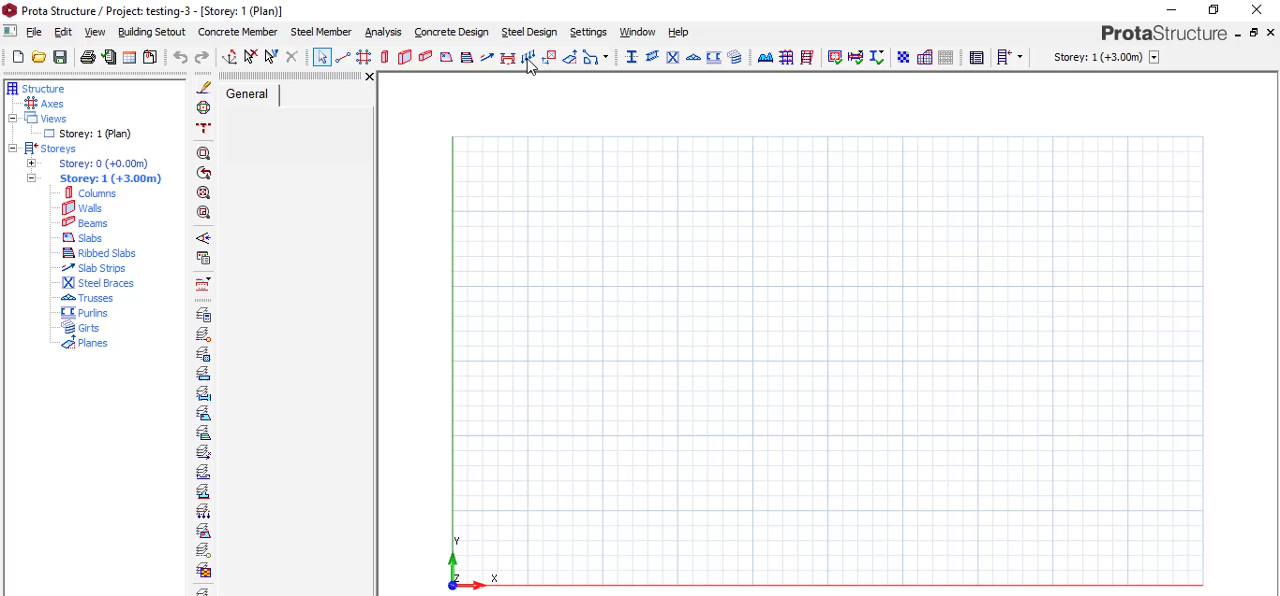 Prota Structure / Project: testing-3 - [Storey: 1 (Plan)]
File Edit View Building Setout Concrete Member Steel Member Analysis Concrete Design Steel Design Settings Window Help
ProtaStructure
Storey: 1 (+3.00m)
Structure
Axes
Views
Storey: 1 (Plan)
Storeys
Storey: 0 (+0.00m)
Storey: 1 (+3.00m)
Columns
Walls
Beams
Slabs
Ribbed Slabs
Slab Strips
Steel Braces
Trusses
Purlins
Girts
Planes
General
Y
Z X